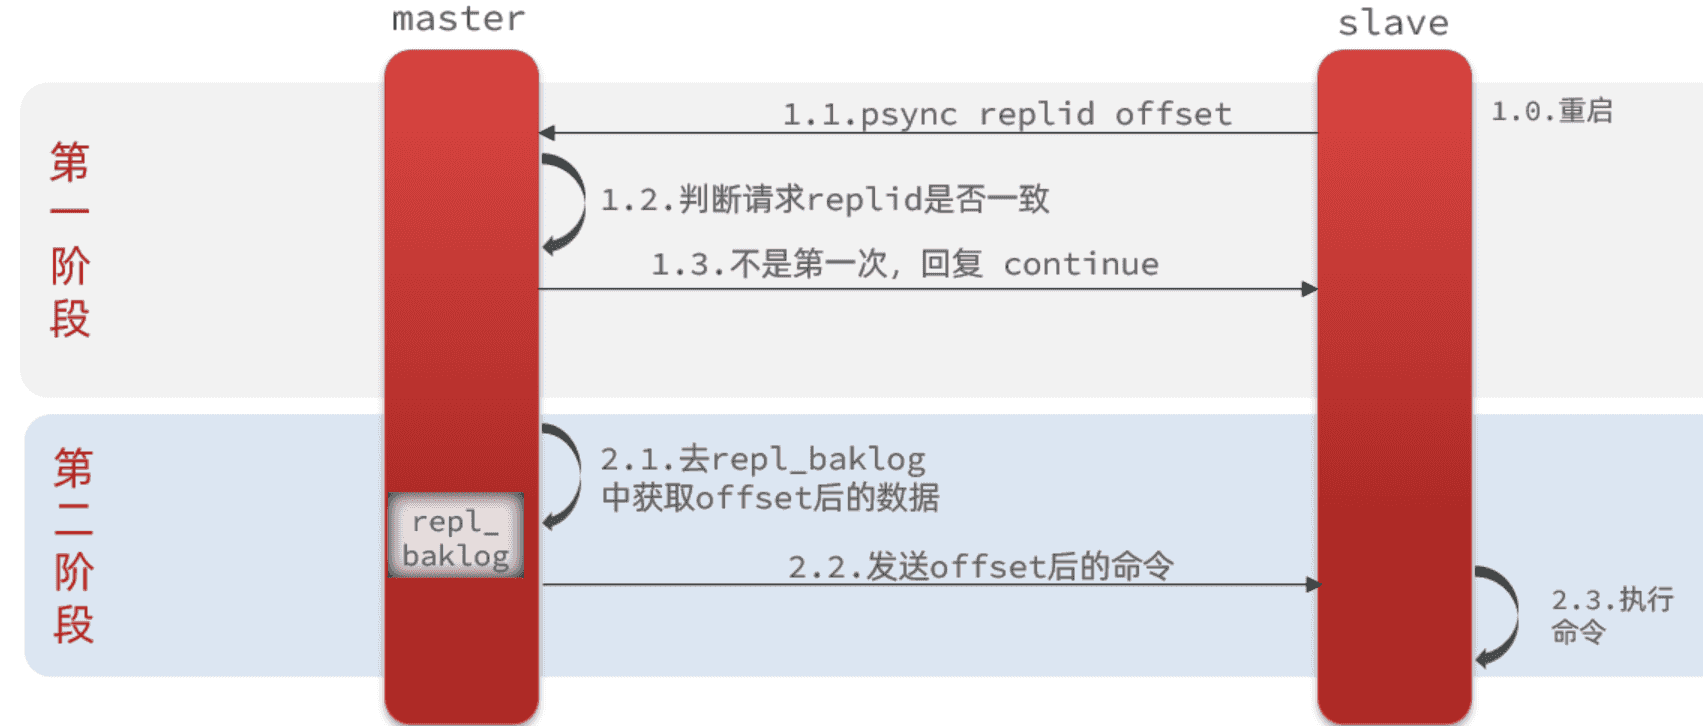 master
slave
第一阶段
1.0.重启
1.1.psync replid offset
1.2.判断请求replid是否一致
1.3.不是第一次，回复 continue
第二阶段
2.1.去repl_baklog
中获取offset后的数据
repl_
baklog
2.2.发送offset后的命令
2.3.执行
命令